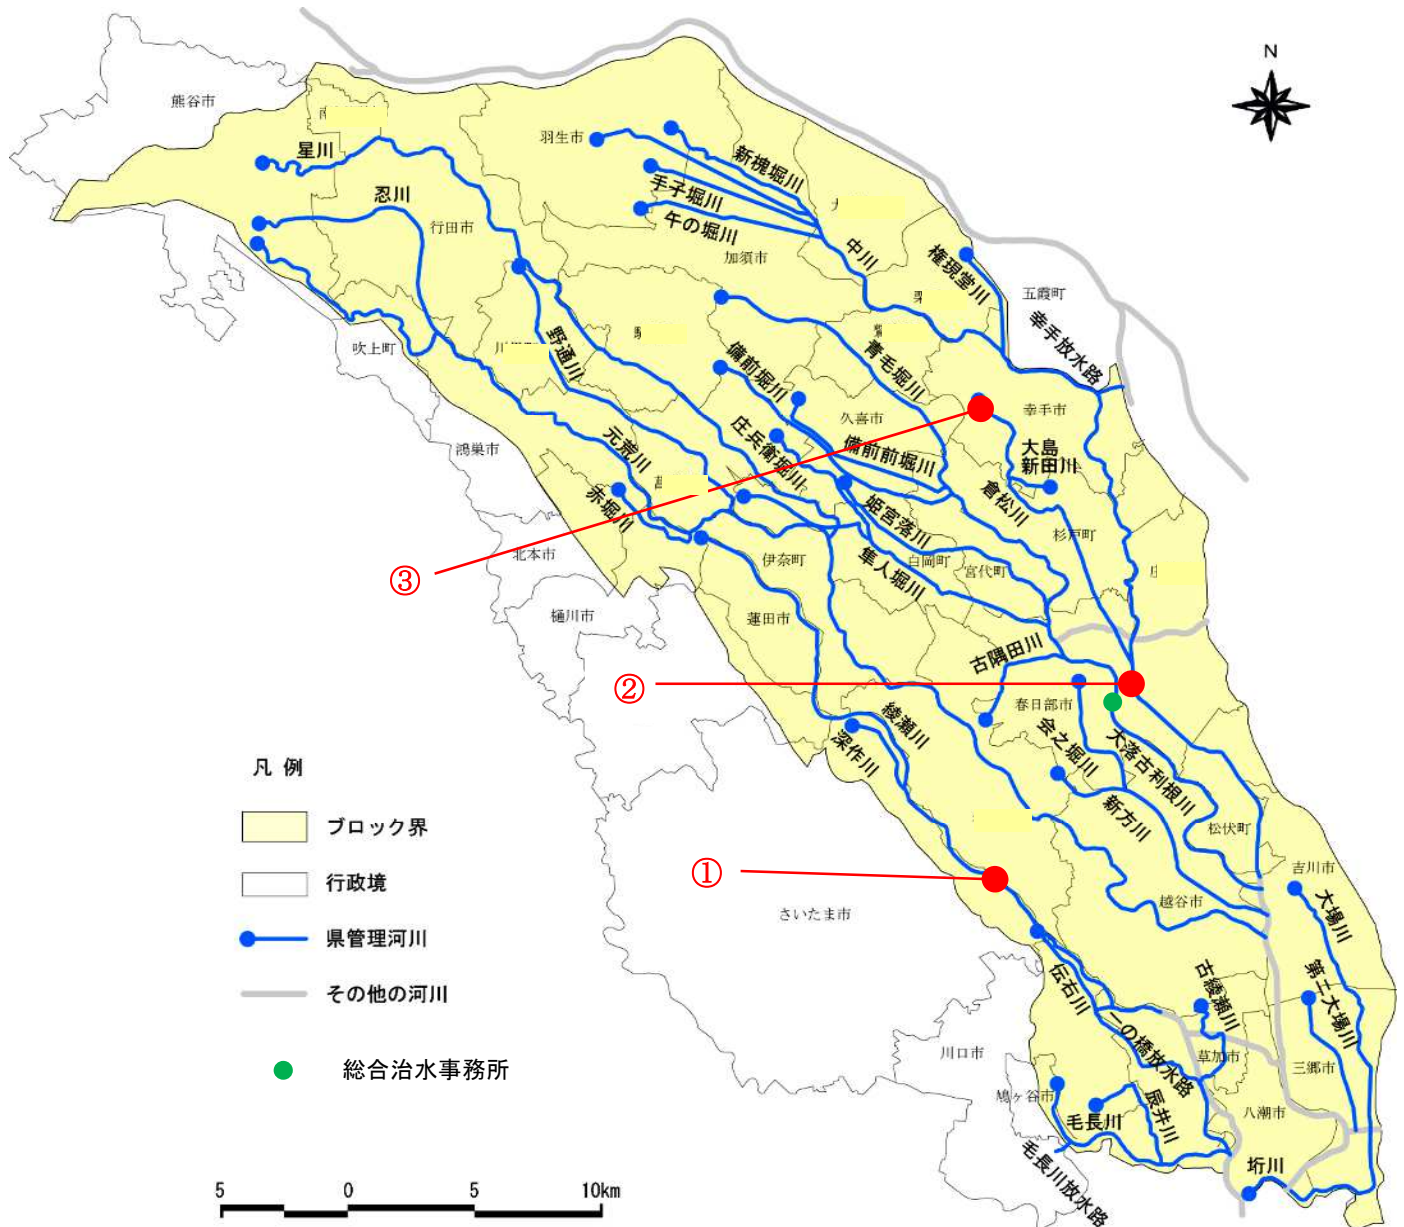 N
熊谷市
星川
羽生市
新槐堀川
手子堀川
午の堀川
忍川
行田市
加須市
中川
権現堂川
五霞町
幸手放水路
吹上町
野通川
備前堀川
青毛堀川
久喜市
幸手市
大島
新田川
鴻巣市
元荒川
庄兵衛堀川
備前前堀川
倉松川
赤堀川
姫宮落川
杉戸町
北本市
伊奈町
隼人堀川
白岡町
宮代町
③
桶川市
蓮田市
古隅田川
②
春日部市
綾瀬川
深作川
会之堀川
大落古利根川
新方川
松伏町
凡 例
ブロック界
行政境
県管理河川
その他の河川
総合治水事務所
①
さいたま市
越谷市
吉川市
大場川
第二大場川
伝右川
古綾瀬川
一の橋放水路
草加市
三郷市
川口市
鳩ヶ谷市
毛長川
辰井川
八潮市
毛長川放水路
垳川
5 0 5 10km